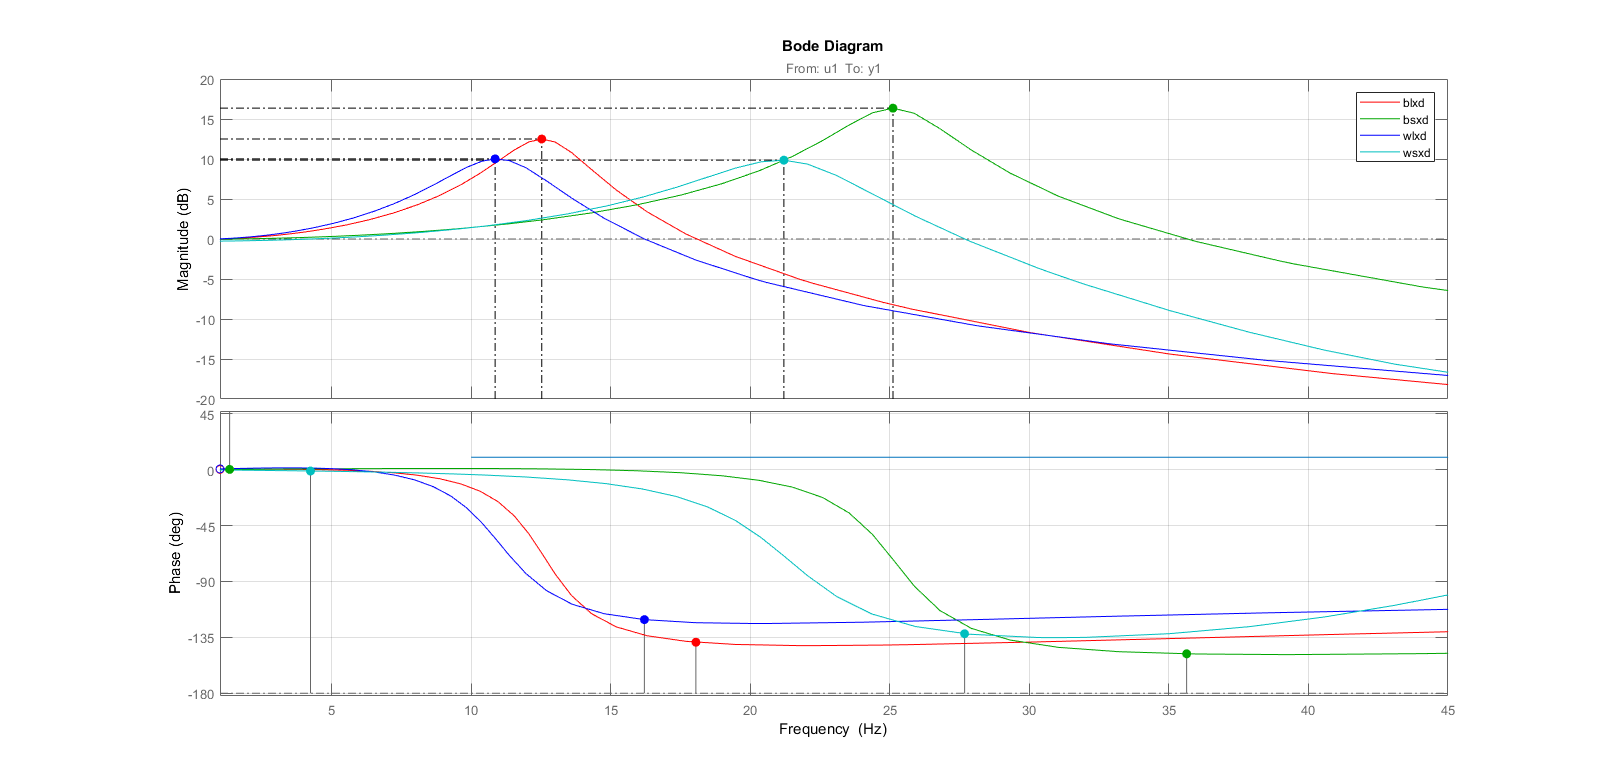 Bode Diagram
From: u1 To: y1
Magnitude (dB)
20
15
10
5
0
-5
-10
-15
-20
blxd
bsxd
wlxd
wsxd
Phase (deg)
45
0
-45
-90
-135
-180
5 10 15 20 25 30 35 40 45
Frequency (Hz)